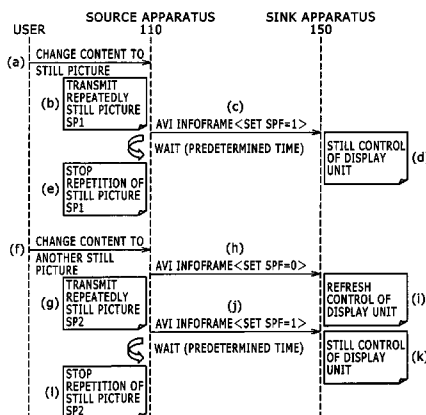 SOURCE APPARATUS
SINK APPARATUS
USER
110
150
(a)
CHANGE CONTENT TO
STILL PICTURE
(b)
TRANSMIT
REPEATEDLY
STILL PICTURE
SP1
(c)
AVI INFOFRAME<SET SPF=1>
WAIT (PREDETERMINED TIME)
STILL CONTROL
OF DISPLAY
UNIT
(d)
(e)
STOP
REPETITION OF
STILL PICTURE
SP1
(f)
CHANGE CONTENT TO
ANOTHER STILL
PICTURE
(g)
TRANSMIT
REPEATEDLY
STILL PICTURE
SP2
(h)
AVI INFOFRAME<SET SPF=0>
REFRESH
CONTROL OF
DISPLAY UNIT
(i)
(j)
AVI INFOFRAME<SET SPF=1>
WAIT (PREDETERMINED TIME)
STILL CONTROL
OF DISPLAY
UNIT
(k)
(l)
STOP
REPETITION OF
STILL PICTURE
SP2